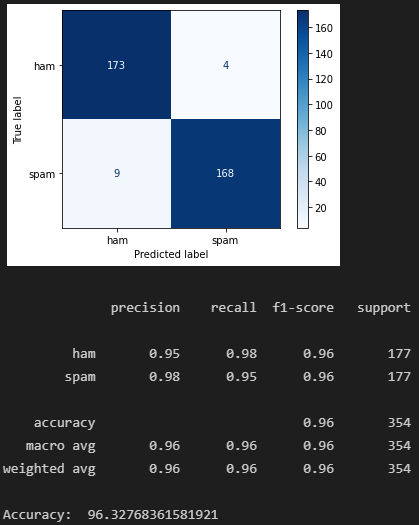 ham 173 4
spam 9 168
ham spam
True label
Predicted label
160
140
120
100
80
60
40
20
precision recall f1-score support
ham 0.95 0.98 0.96 177
spam 0.98 0.95 0.96 177
accuracy 0.96 354
macro avg 0.96 0.96 0.96 354
weighted avg 0.96 0.96 0.96 354
Accuracy: 96.32768361581921